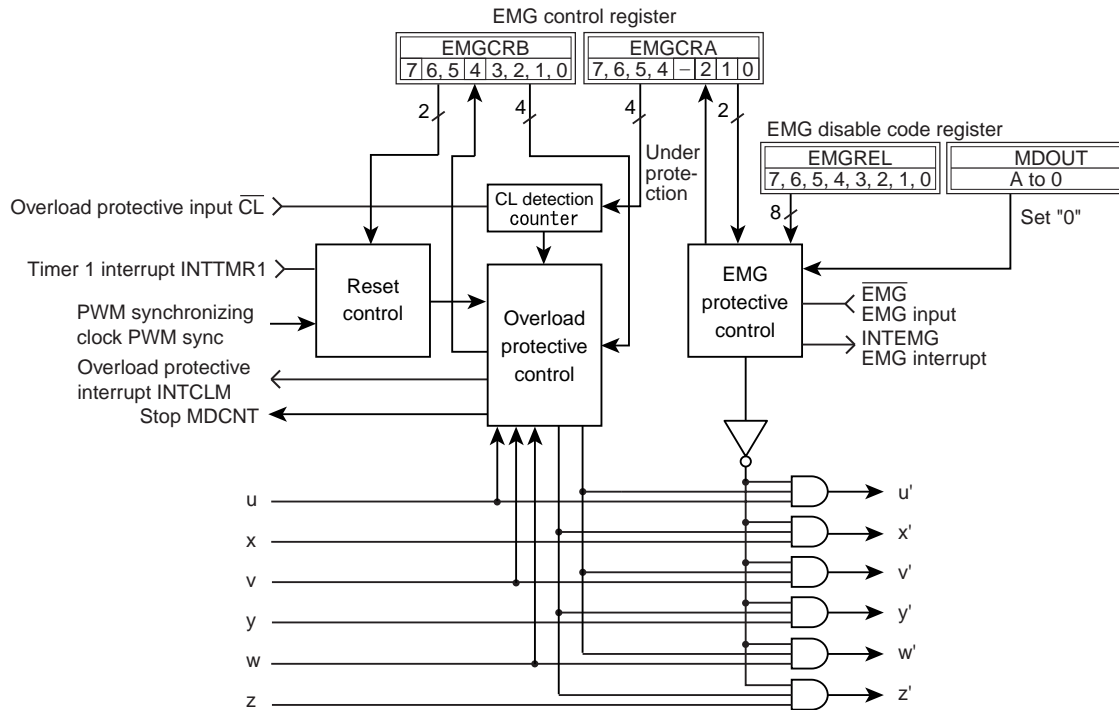 EMG control register
EMGCRB
7 6, 5 4 3, 2, 1, 0
EMGCRA
7, 6, 5, 4 – 2 1 0
2
4
4
2
Under
prote-
ction
EMG disable code register
EMGREL
7, 6, 5, 4, 3, 2, 1, 0
MDOUT
A to 0
8
Set "0"
Overload protective input C̅L̅
CL detection
counter
Timer 1 interrupt INTTMR1
Reset
control
PWM synchronizing
clock PWM sync
Overload
protective
control
EMG
protective
control
E̅M̅G̅
EMG input
INTEMG
EMG interrupt
Overload protective
interrupt INTCLM
Stop MDCNT
u
u'
x
x'
v
v'
y
y'
w
w'
z
z'